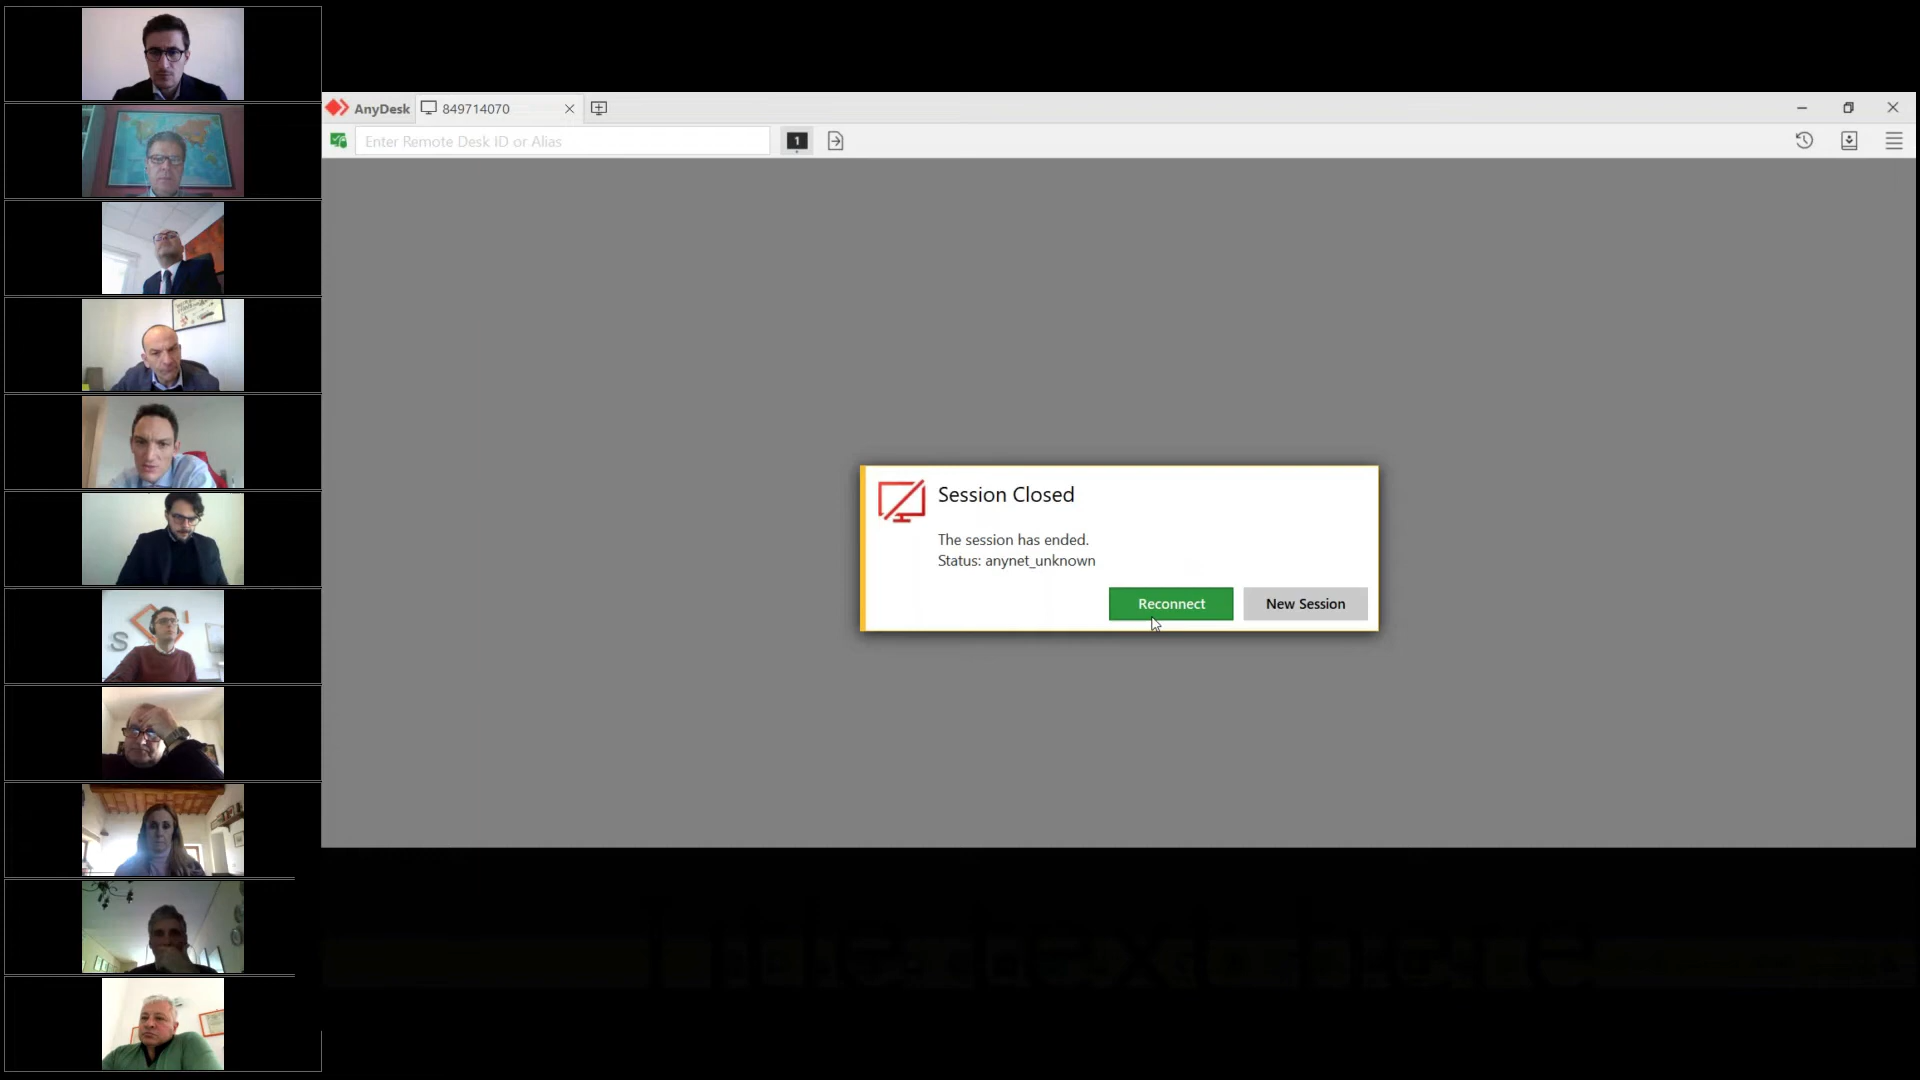 AnyDesk
849714070
Enter Remote Desk ID or Alias
1
Session Closed
The session has ended.
Status: anynet_unknown
Reconnect
New Session
S